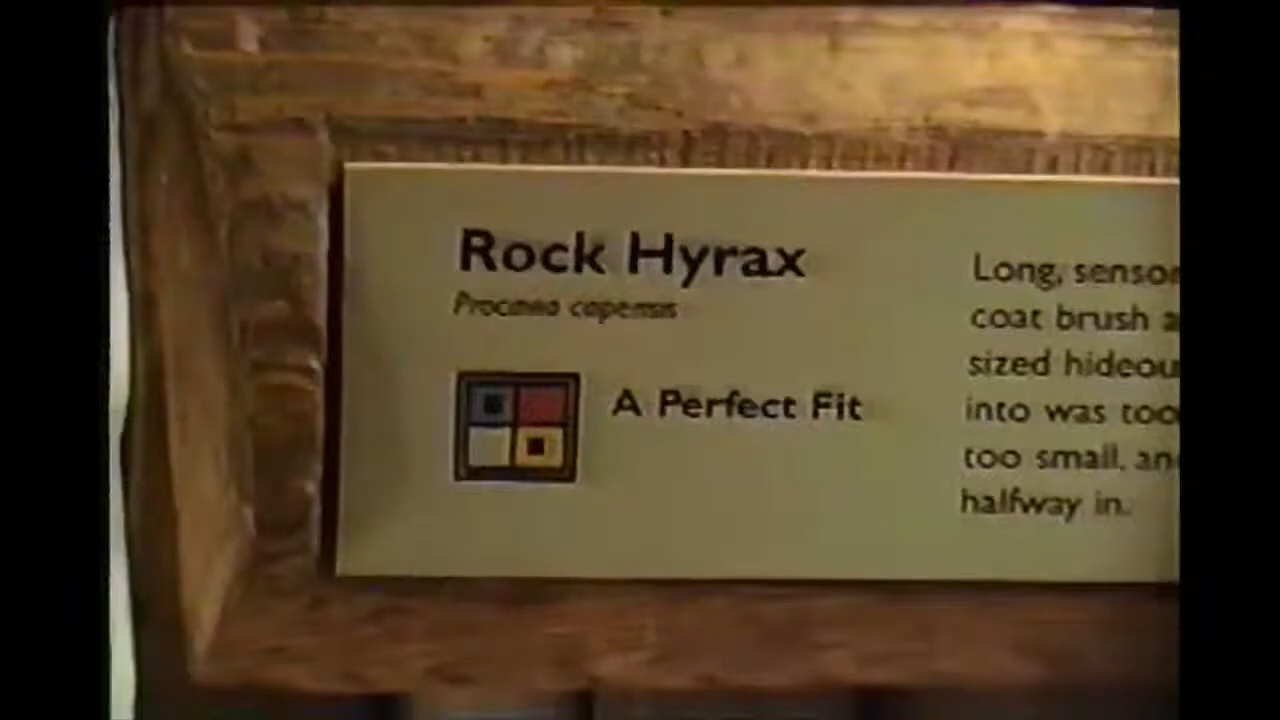 Rock Hyrax
Procavia capensis
A Perfect Fit
Long, sensor
coat brush a
sized hideou
into was too
too small, an
halfway in.